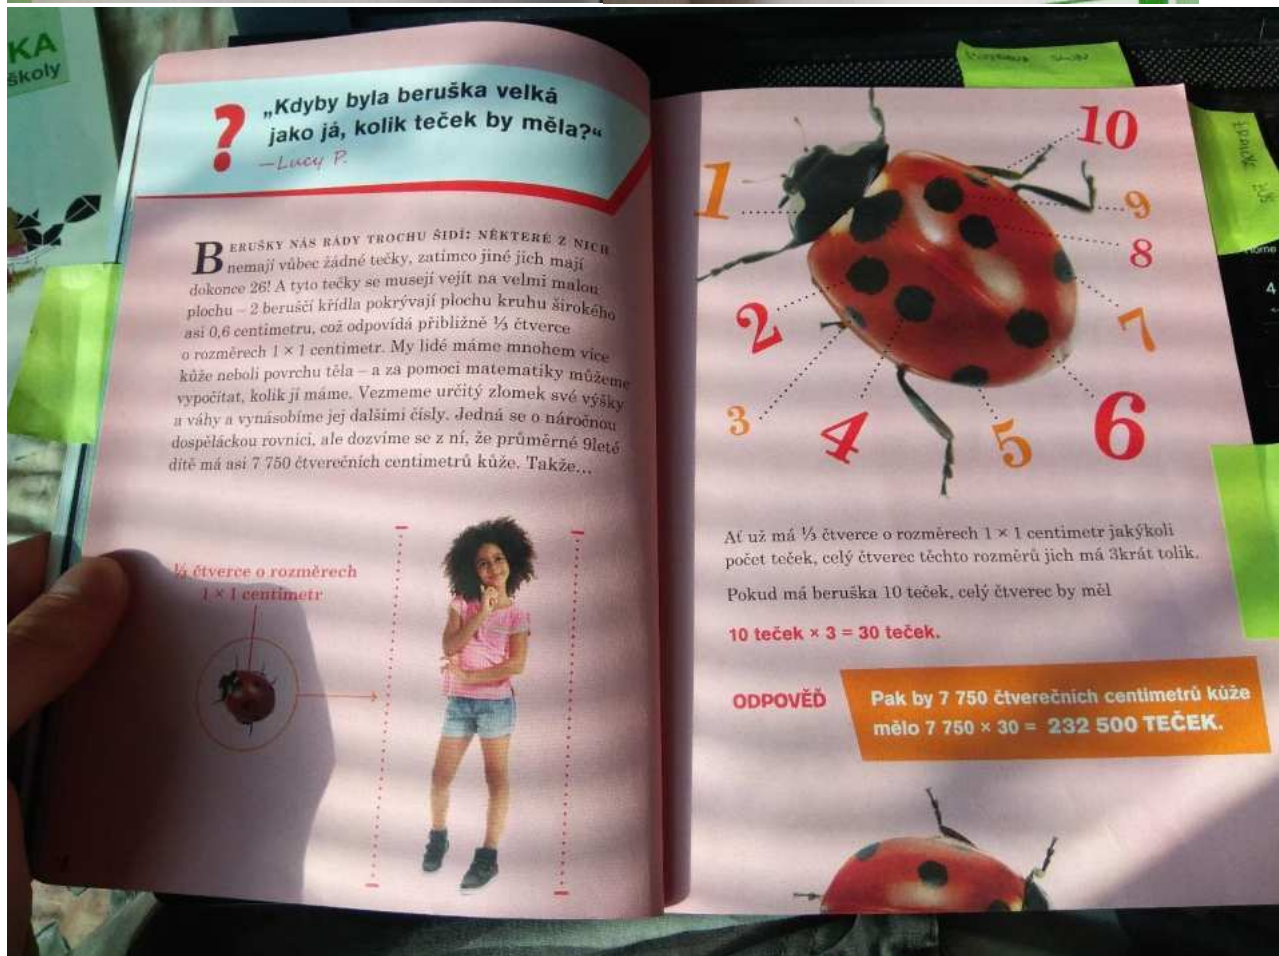 KA
školy
?
„Kdyby byla beruška velká
jako já, kolik teček by měla?“
—Lucy P.
BERUŠKY NÁS RÁDY TROCHU ŠIDÍ: NĚKTERÉ Z NICH
nemají vůbec žádné tečky, zatímco jiné jich mají
dokonce 26! A tyto tečky se musejí vejít na velmi malou
plochu – 2 beruščí křídla pokrývají plochu kruhu širokého
asi 0,6 centimetru, což odpovídá přibližně ⅓ čtverce
o rozměrech 1 × 1 centimetr. My lidé máme mnohem více
kůže neboli povrchu těla – a za pomoci matematiky můžeme
vypočítat, kolik jí máme. Vezmeme určitý zlomek své výšky
a váhy a vynásobíme jej dalšími čísly. Jedná se o náročnou
dospěláckou rovnici, ale dozvíme se z ní, že průměrné 9leté
dítě má asi 7 750 čtverečních centimetrů kůže. Takže...
⅓ čtverce o rozměrech
1 × 1 centimetr
10
1
9
8
2
7
3
4
5
6
Ať už má ⅓ čtverce o rozměrech 1 × 1 centimetr jakýkoli
počet teček, celý čtverec těchto rozměrů jich má 3krát tolik.
Pokud má beruška 10 teček, celý čtverec by měl
10 teček × 3 = 30 teček.
ODPOVĚĎ
Pak by 7 750 čtverečních centimetrů kůže
mělo 7 750 × 30 = 232 500 TEČEK.
Home
4